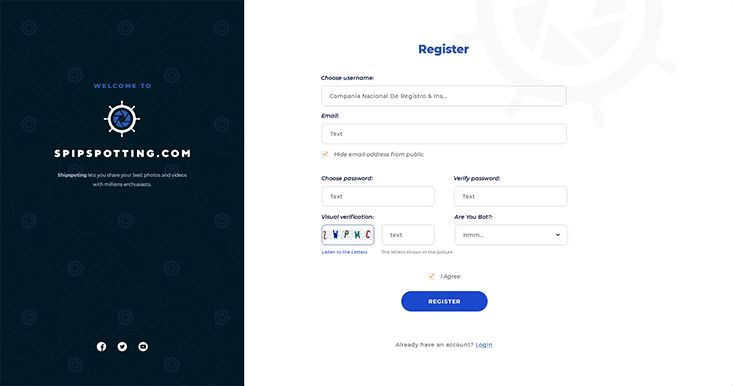 WELCOME TO
SPIPSPOTTING.COM
Shipspotting lets you share your best photos and videos
with millions enthusiasts.
Register
Choose username:
Compania Nacional De Registro & Ins...
Email:
Text
Hide email address from public
Choose password:
Verify password:
Text
Text
Visual verification:
Are You Bot?:
Z W P M C
text
Hmm...
Listen to the Letters
The letters shown in the picture
I Agree
REGISTER
Already have an account? Login